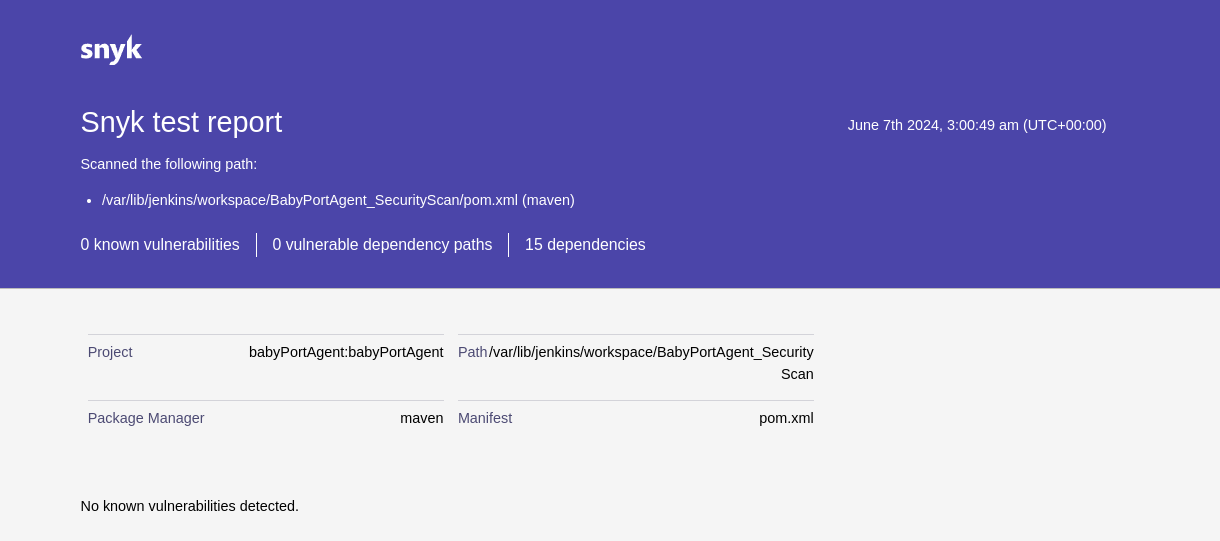 snyk
Snyk test report
June 7th 2024, 3:00:49 am (UTC+00:00)
Scanned the following path:
• /var/lib/jenkins/workspace/BabyPortAgent_SecurityScan/pom.xml (maven)
0 known vulnerabilities 0 vulnerable dependency paths 15 dependencies
Project babyPortAgent:babyPortAgent Path /var/lib/jenkins/workspace/BabyPortAgent_Security
Scan
Package Manager maven Manifest pom.xml
No known vulnerabilities detected.